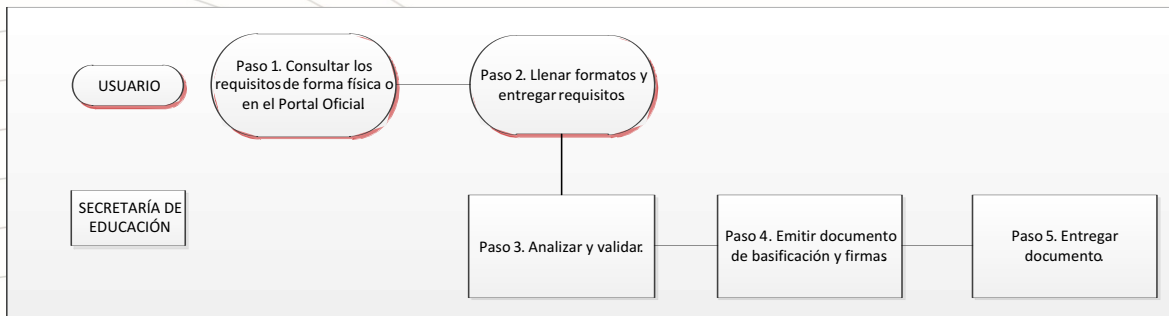 USUARIO
Paso 1. Consultar los
requisitos de forma física o
en el Portal Oficial
Paso 2. Llenar formatos y
entregar requisitos.
SECRETARÍA DE
EDUCACIÓN
Paso 3. Analizar y validar.
Paso 4. Emitir documento
de basificación y firmas
Paso 5. Entregar
documento.